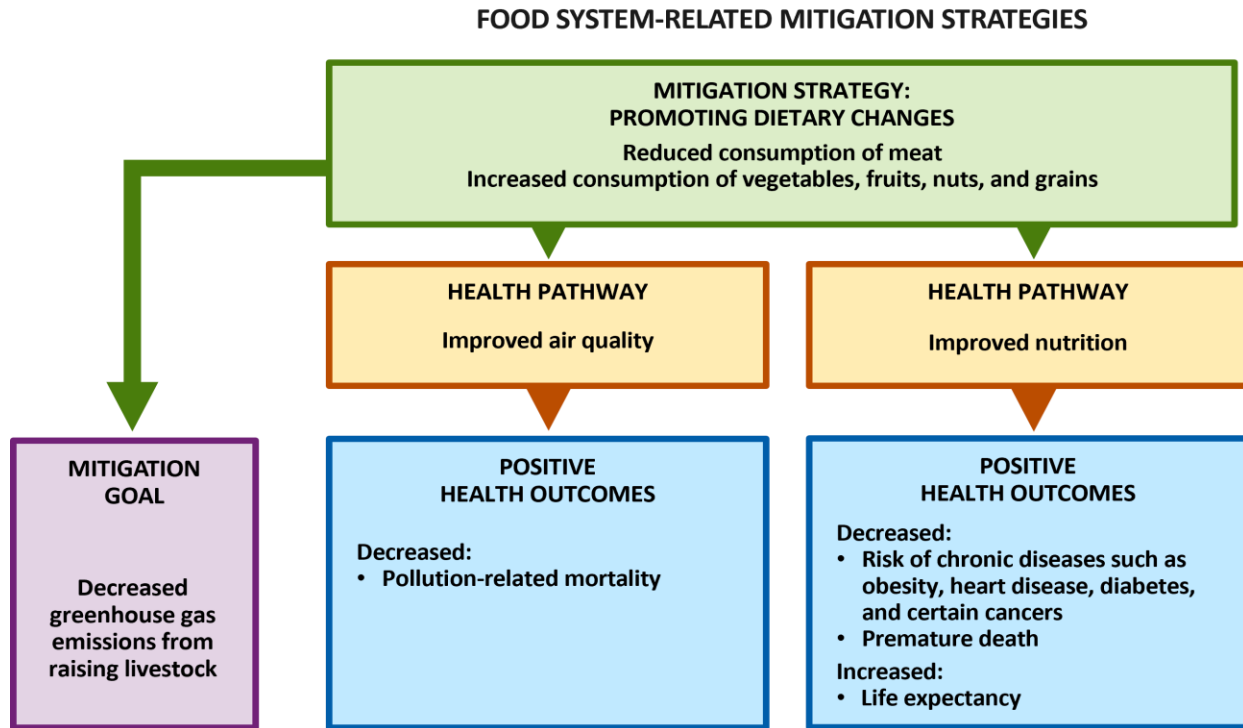 FOOD SYSTEM-RELATED MITIGATION STRATEGIES
MITIGATION STRATEGY:
PROMOTING DIETARY CHANGES
Reduced consumption of meat
Increased consumption of vegetables, fruits, nuts, and grains
HEALTH PATHWAY
Improved air quality
HEALTH PATHWAY
Improved nutrition
MITIGATION
GOAL
Decreased
greenhouse gas
emissions from
raising livestock
POSITIVE
HEALTH OUTCOMES
Decreased:
• Pollution-related mortality
POSITIVE
HEALTH OUTCOMES
Decreased:
• Risk of chronic diseases such as
obesity, heart disease, diabetes,
and certain cancers
• Premature death
Increased:
• Life expectancy